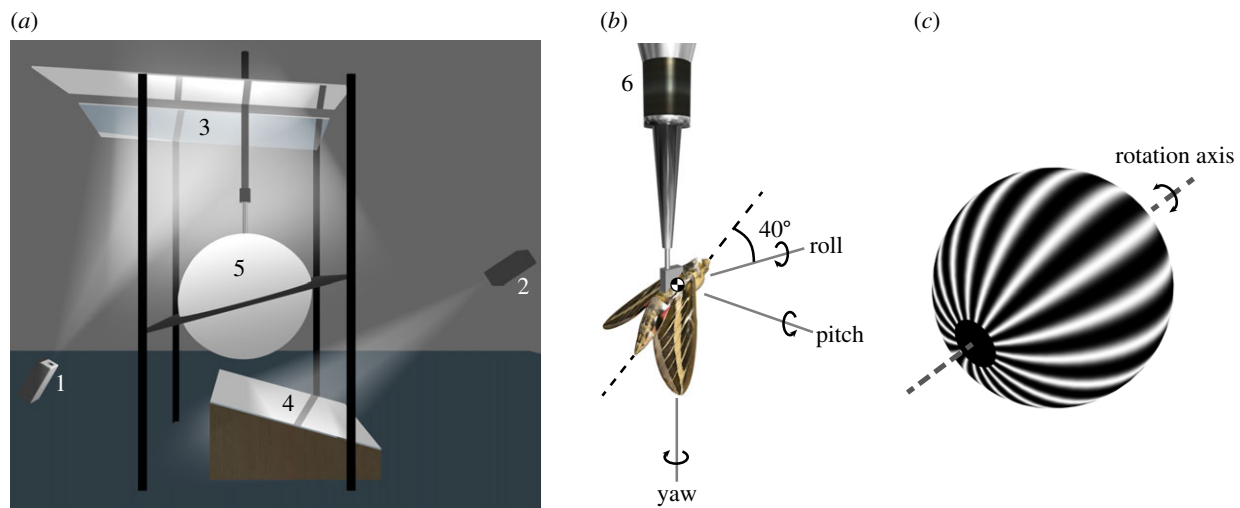 (a)
(b)
(c)
1
2
3
4
5
6
40°
roll
pitch
yaw
rotation axis